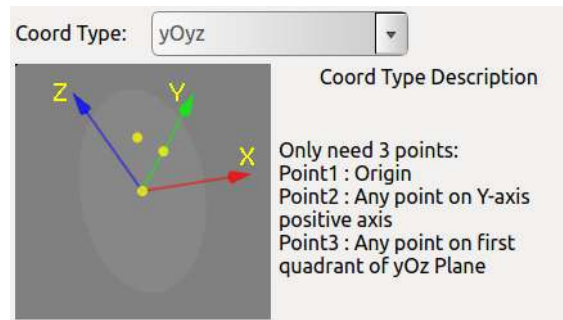 Coord Type: yOyz
Coord Type Description
Z
Y
X
Only need 3 points:
Point1 : Origin
Point2 : Any point on Y-axis
positive axis
Point3 : Any point on first
quadrant of yOz Plane